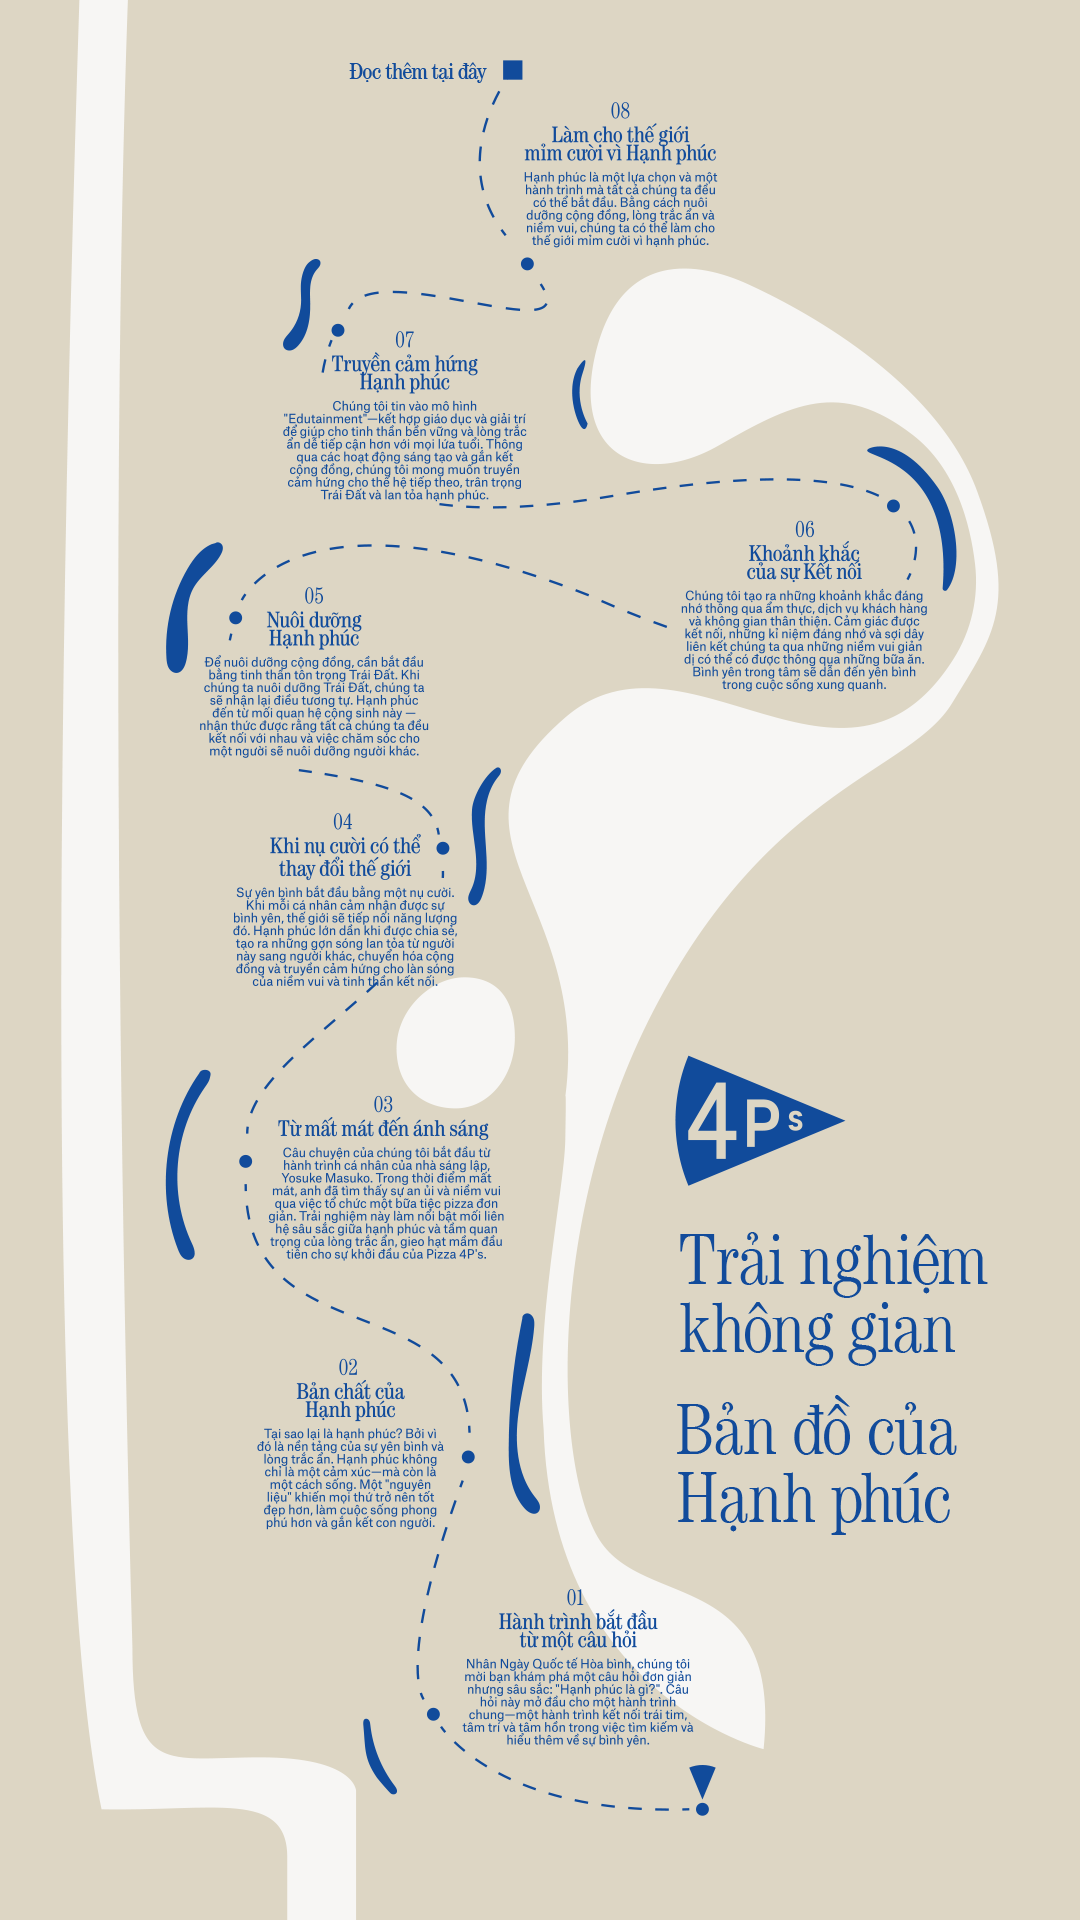 Đọc thêm tại đây
08
Làm cho thế giới
mỉm cười vì Hạnh phúc
Hạnh phúc là một lựa chọn và một
hành trình mà tất cả chúng ta đều
có thể bắt đầu. Bằng cách nuôi
dưỡng cộng đồng, lòng trắc ẩn và
niềm vui, chúng ta có thể làm cho
thế giới mỉm cười vì hạnh phúc.
07
Truyền cảm hứng
Hạnh phúc
Chúng tôi tin vào mô hình
"Edutainment"—kết hợp giáo dục và giải trí
để giúp cho tinh thần bền vững và lòng trắc
ẩn dễ tiếp cận hơn với mọi lứa tuổi. Thông
qua các hoạt động sáng tạo và gắn kết
cộng đồng, chúng tôi mong muốn truyền
cảm hứng cho thế hệ tiếp theo, trân trọng
Trái Đất và lan tỏa hạnh phúc.
06
Khoảnh khắc
của sự Kết nối
Chúng tôi tạo ra những khoảnh khắc đáng
nhớ thông qua ẩm thực, dịch vụ khách hàng
và không gian thân thiện. Cảm giác được
kết nối, những kỉ niệm đáng nhớ và sợi dây
liên kết chúng ta qua những niềm vui giản
dị có thể có được thông qua những bữa ăn.
Bình yên trong tâm sẽ dẫn đến yên bình
trong cuộc sống xung quanh.
05
Nuôi dưỡng
Hạnh phúc
Để nuôi dưỡng cộng đồng, cần bắt đầu
bằng tinh thần tôn trọng Trái Đất. Khi
chúng ta nuôi dưỡng Trái Đất, chúng ta
sẽ nhận lại điều tương tự. Hạnh phúc
đến từ mối quan hệ cộng sinh này —
nhận thức được rằng tất cả chúng ta đều
kết nối với nhau và việc chăm sóc cho
một người sẽ nuôi dưỡng người khác.
04
Khi nụ cười có thể
thay đổi thế giới
Sự yên bình bắt đầu bằng một nụ cười.
Khi mỗi cá nhân cảm nhận được sự
bình yên, thế giới sẽ tiếp nối năng lượng
đó. Hạnh phúc lớn dần khi được chia sẻ,
tạo ra những gợn sóng lan tỏa từ người
này sang người khác, chuyển hóa cộng
đồng và truyền cảm hứng cho làn sóng
của niềm vui và tinh thần kết nối.
03
Từ mất mát đến ánh sáng
Câu chuyện của chúng tôi bắt đầu từ
hành trình cá nhân của nhà sáng lập,
Yosuke Masuko. Trong thời điểm mất
mát, anh đã tìm thấy sự an ủi và niềm vui
qua việc tổ chức một bữa tiệc pizza đơn
giản. Trải nghiệm này làm nổi bật mối liên
hệ sâu sắc giữa hạnh phúc và tầm quan
trọng của lòng trắc ẩn, gieo hạt mầm đầu
tiên cho sự khởi đầu của Pizza 4P's.
4Ps
Trải nghiệm
không gian
Bản đồ của
Hạnh phúc
02
Bản chất của
Hạnh phúc
Tại sao lại là hạnh phúc? Bởi vì
đó là nền tảng của sự yên bình và
lòng trắc ẩn. Hạnh phúc không
chỉ là một cảm xúc—mà còn là
một cách sống. Một "nguyên
liệu" khiến mọi thứ trở nên tốt
đẹp hơn, làm cuộc sống phong
phú hơn và gắn kết con người.
01
Hành trình bắt đầu
từ một câu hỏi
Nhân Ngày Quốc tế Hòa bình, chúng tôi
mời bạn khám phá một câu hỏi đơn giản
nhưng sâu sắc: "Hạnh phúc là gì?". Câu
hỏi này mở đầu cho một hành trình
chung—một hành trình kết nối trái tim,
tâm trí và tâm hồn trong việc tìm kiếm và
hiểu thêm về sự bình yên.